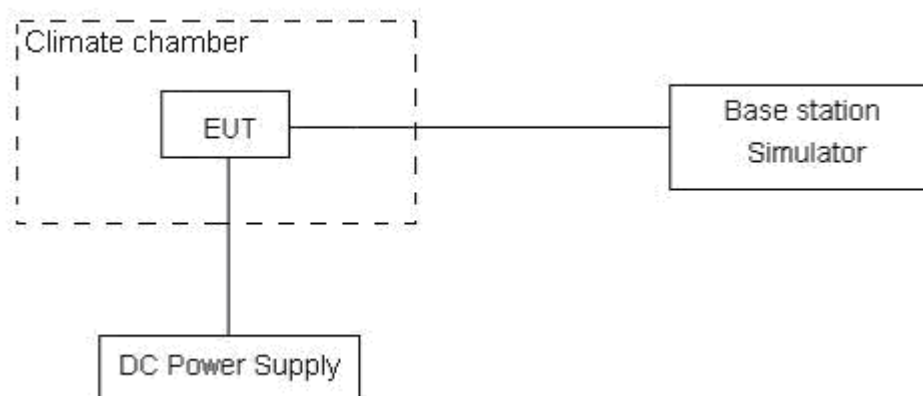 Climate chamber
EUT
Base station
Simulator
DC Power Supply